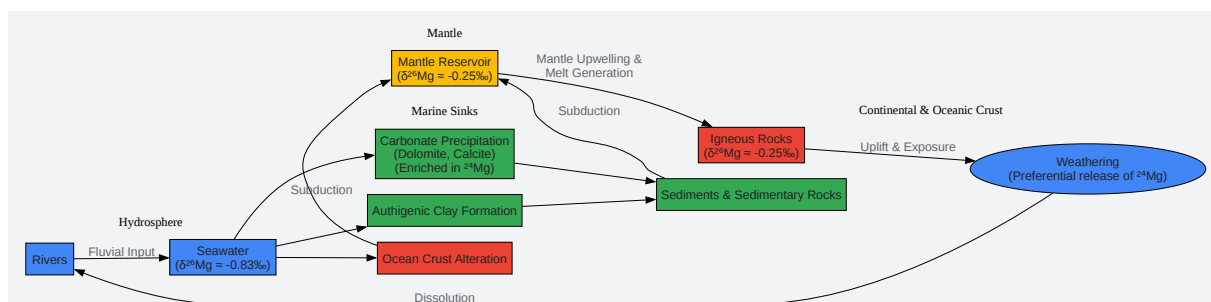 Mantle
Mantle Reservoir
(δ²⁶Mg ≈ -0.25‰)
Mantle Upwelling &
Melt Generation
Marine Sinks
Subduction
Continental & Oceanic Crust
Carbonate Precipitation
(Dolomite, Calcite)
(Enriched in ²⁴Mg)
Igneous Rocks
(δ²⁶Mg ≈ -0.25‰)
Uplift & Exposure
Weathering
(Preferential release of ²⁴Mg)
Subduction
Sediments & Sedimentary Rocks
Authigenic Clay Formation
Hydrosphere
Rivers
Fluvial Input
Seawater
(δ²⁶Mg ≈ -0.83‰)
Ocean Crust Alteration
Dissolution